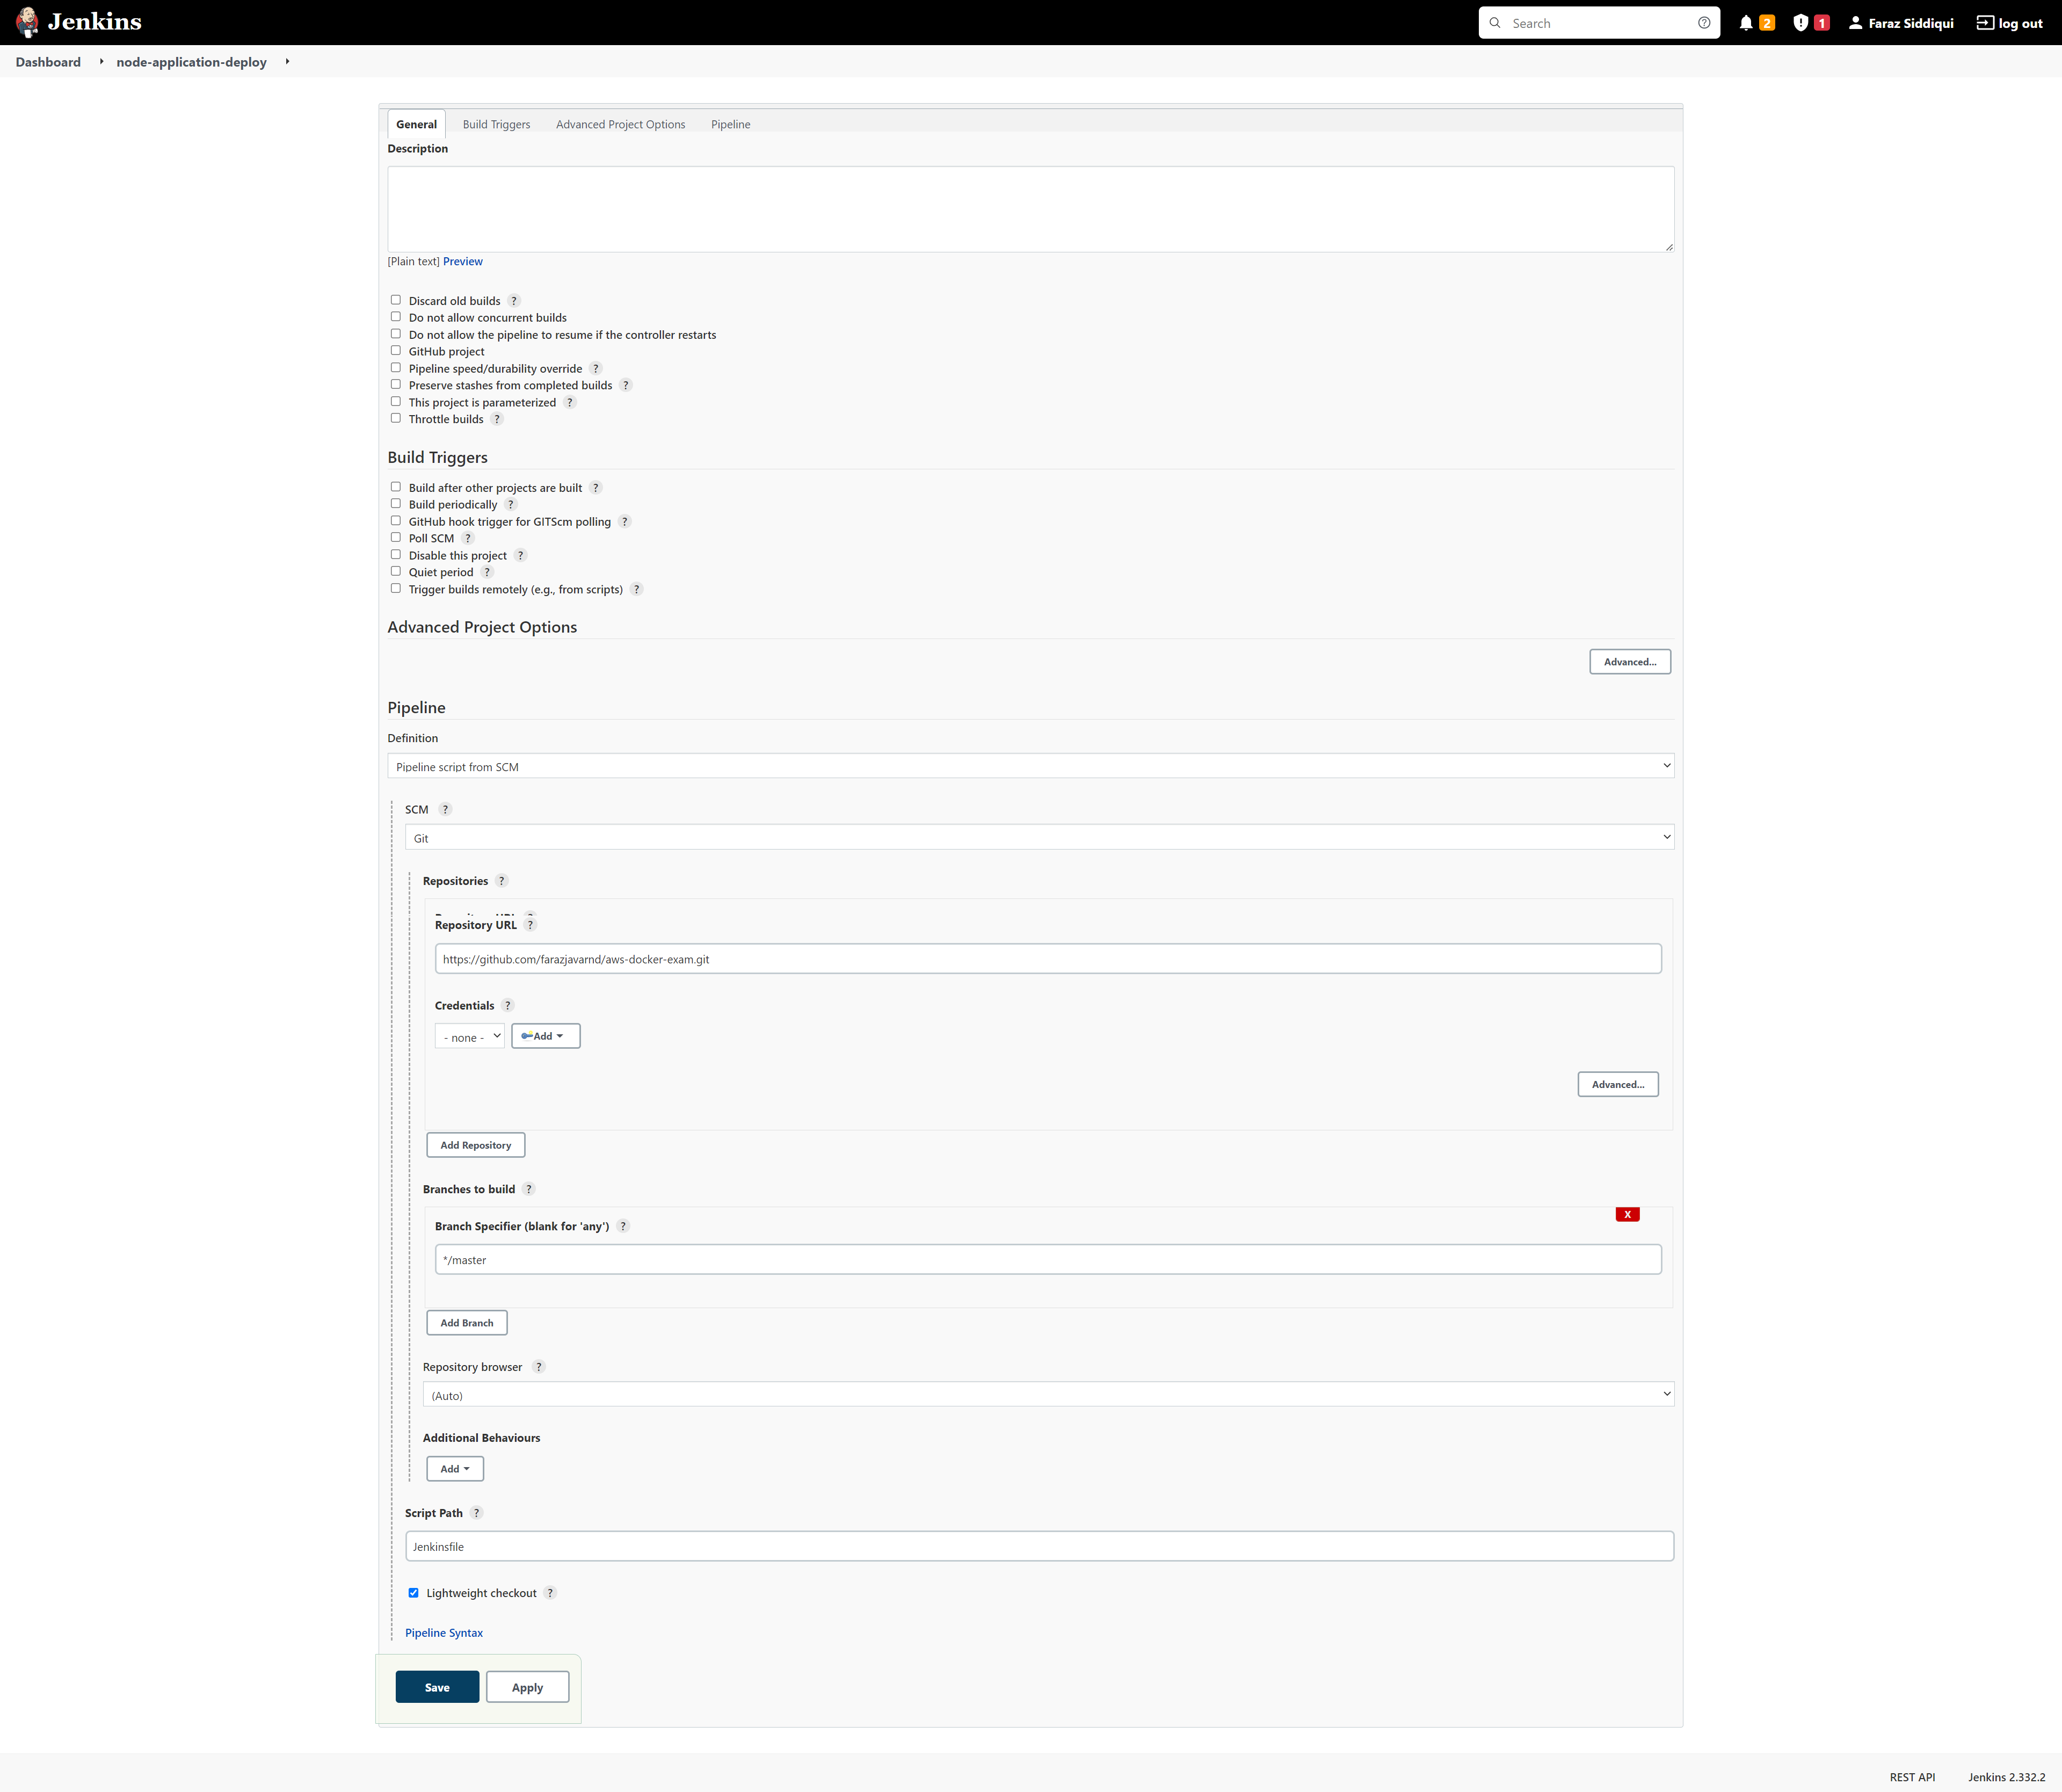 Jenkins
Search
2
1
Faraz Siddiqui
log out
Dashboard
node-application-deploy
General
Build Triggers
Advanced Project Options
Pipeline
Description
[Plain text] Preview
Discard old builds ?
Do not allow concurrent builds
Do not allow the pipeline to resume if the controller restarts
GitHub project
Pipeline speed/durability override ?
Preserve stashes from completed builds ?
This project is parameterized ?
Throttle builds ?
Build Triggers
Build after other projects are built ?
Build periodically ?
GitHub hook trigger for GITScm polling ?
Poll SCM ?
Disable this project ?
Quiet period ?
Trigger builds remotely (e.g., from scripts) ?
Advanced Project Options
Advanced...
Pipeline
Definition
Pipeline script from SCM
SCM ?
Git
Repositories ?
Repository URL ?
https://github.com/farazjavarnd/aws-docker-exam.git
Credentials ?
- none -
Add
Advanced...
Add Repository
Branches to build ?
X
Branch Specifier (blank for 'any') ?
*/master
Add Branch
Repository browser ?
(Auto)
Additional Behaviours
Add
Script Path ?
Jenkinsfile
Lightweight checkout ?
Pipeline Syntax
Save
Apply
REST API
Jenkins 2.332.2